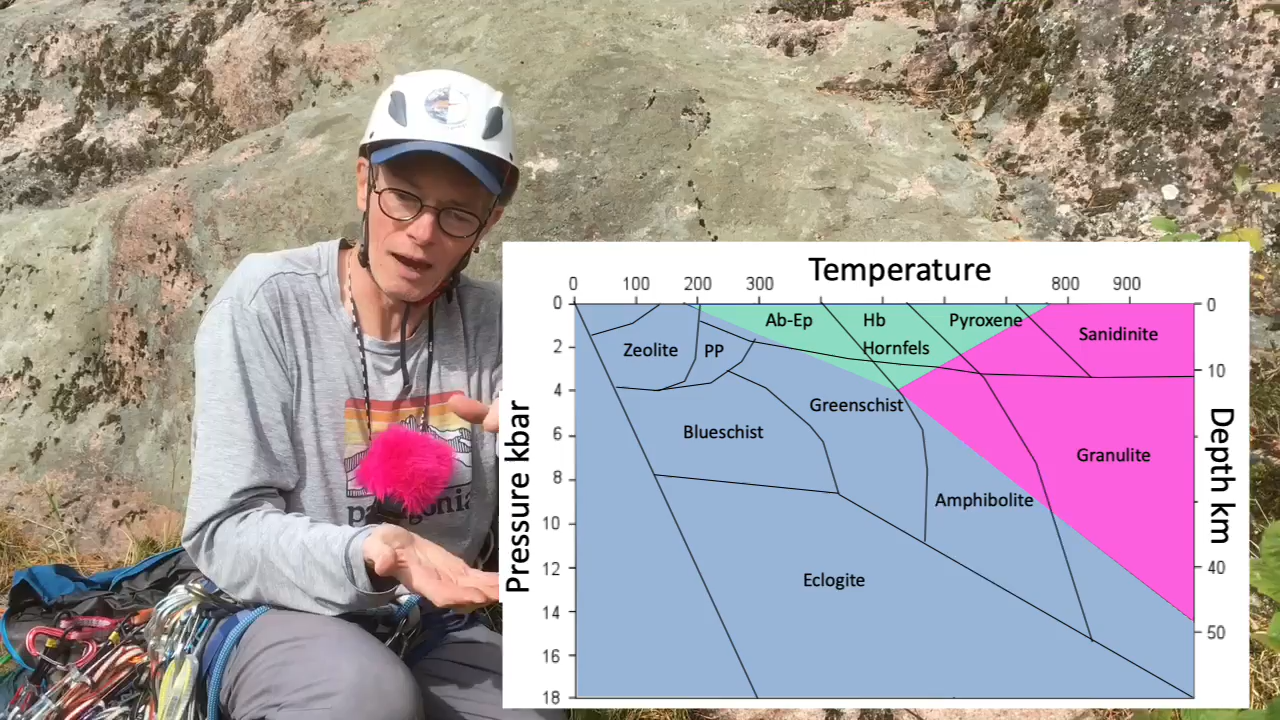 Temperature
0 100 200 300 800 900
0
2
4
6
8
10
12
14
16
18
Pressure kbar
Ab-Ep Hb Pyroxene Sanidinite
Hornfels
Zeolite PP
Greenschist
Blueschist
Granulite
Amphibolite
Eclogite
0
10
40
50
Depth km